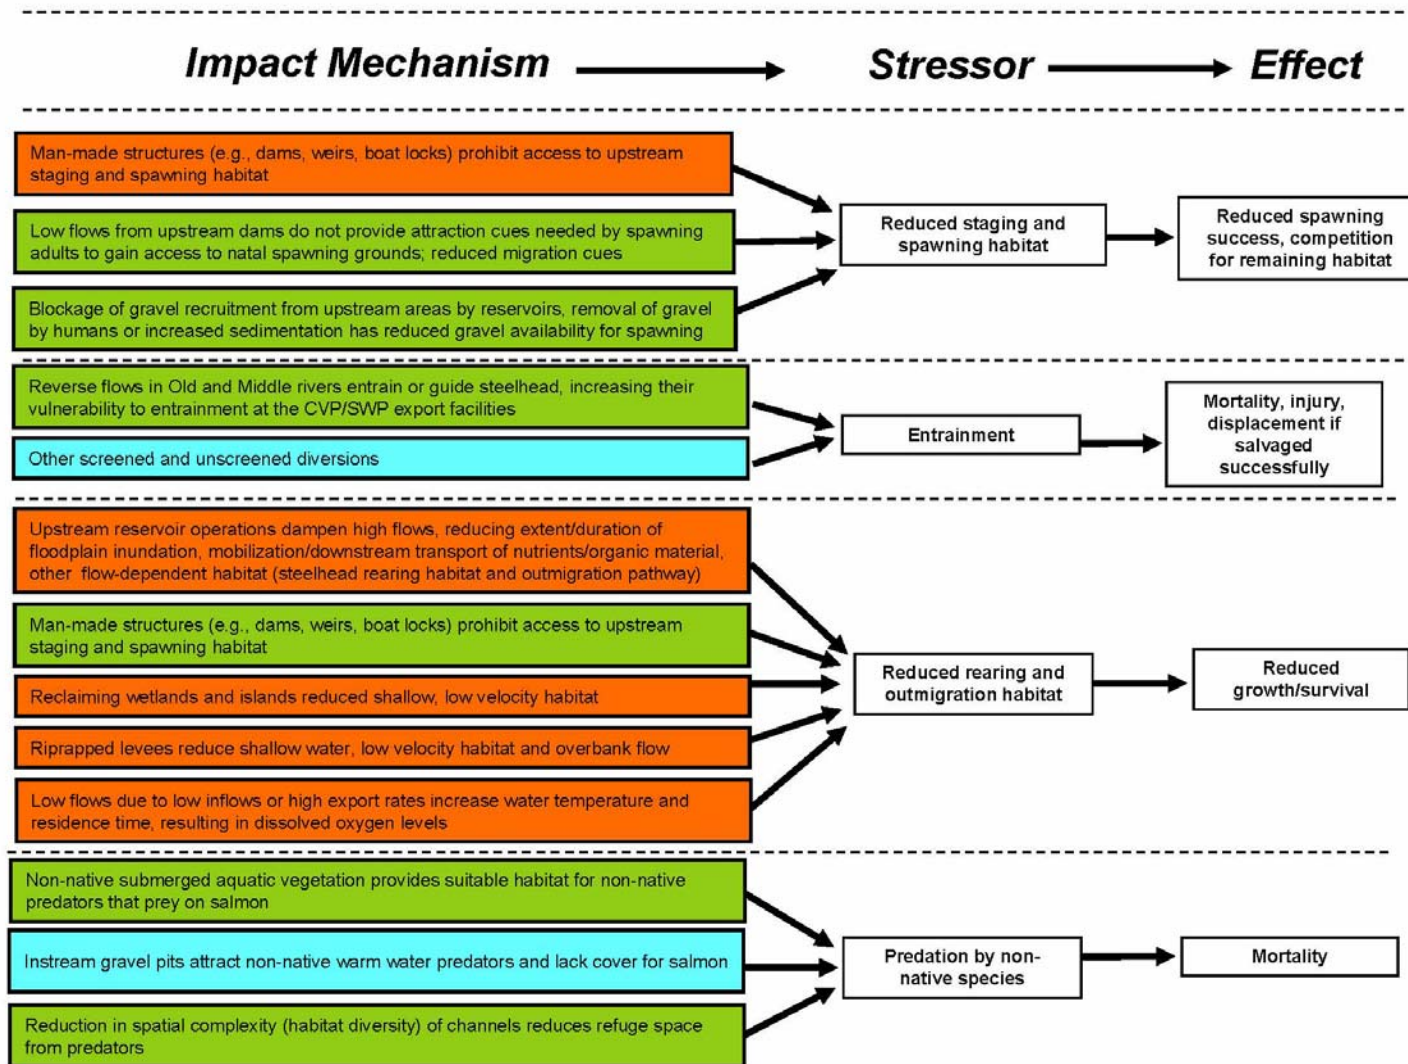 Impact Mechanism Stressor Effect
Man-made structures (e.g., dams, weirs, boat locks) prohibit access to upstream
staging and spawning habitat
Low flows from upstream dams do not provide attraction cues needed by spawning
adults to gain access to natal spawning grounds; reduced migration cues
Blockage of gravel recruitment from upstream areas by reservoirs, removal of gravel
by humans or increased sedimentation has reduced gravel availability for spawning
Reduced staging and
spawning habitat
Reduced spawning
success, competition
for remaining habitat
Reverse flows in Old and Middle rivers entrain or guide steelhead, increasing their
vulnerability to entrainment at the CVP/SWP export facilities
Other screened and unscreened diversions
Entrainment
Mortality, injury,
displacement if
salvaged
successfully
Upstream reservoir operations dampen high flows, reducing extent/duration of
floodplain inundation, mobilization/downstream transport of nutrients/organic material,
other flow-dependent habitat (steelhead rearing habitat and outmigration pathway)
Man-made structures (e.g., dams, weirs, boat locks) prohibit access to upstream
staging and spawning habitat
Reclaiming wetlands and islands reduced shallow, low velocity habitat
Riprapped levees reduce shallow water, low velocity habitat and overbank flow
Low flows due to low inflows or high export rates increase water temperature and
residence time, resulting in dissolved oxygen levels
Reduced rearing and
outmigration habitat
Reduced
growth/survival
Non-native submerged aquatic vegetation provides suitable habitat for non-native
predators that prey on salmon
Instream gravel pits attract non-native warm water predators and lack cover for salmon
Reduction in spatial complexity (habitat diversity) of channels reduces refuge space
from predators
Predation by non-
native species
Mortality